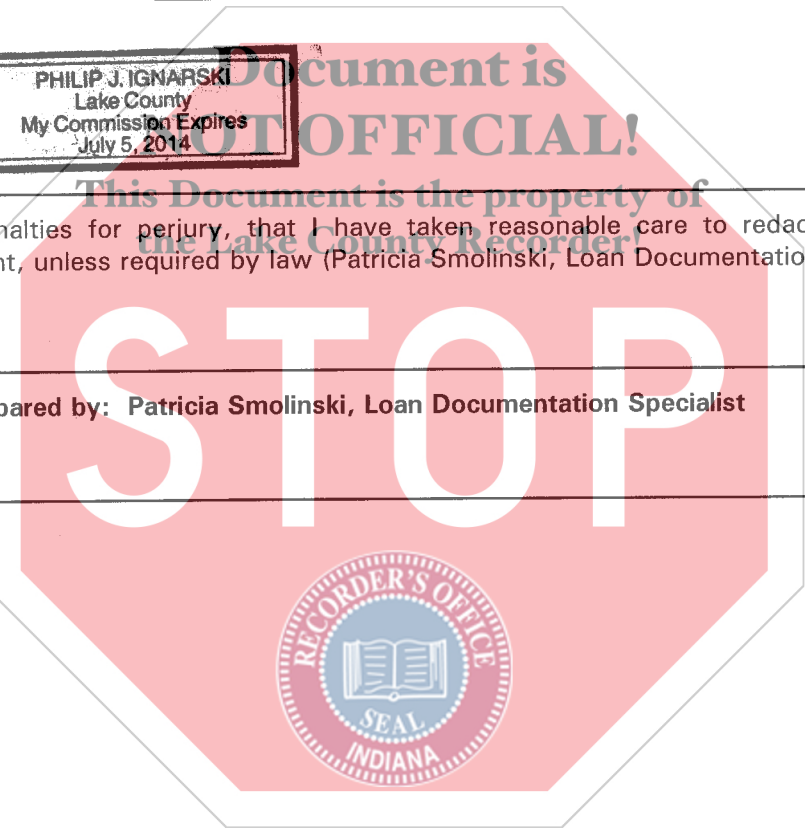 PHILIP J. IGNARSKI
Lake County
My Commission Expires
July 5, 2014
Document is
NOT OFFICIAL!
This Document is the property of
the Lake County Recorder!
nalties for perjury, that I have taken reasonable care to redac
nt, unless required by law (Patricia Smolinski, Loan Documentatio
STOP
pared by: Patricia Smolinski, Loan Documentation Specialist
RECORDER'S OFFICE
SEAL
INDIANA